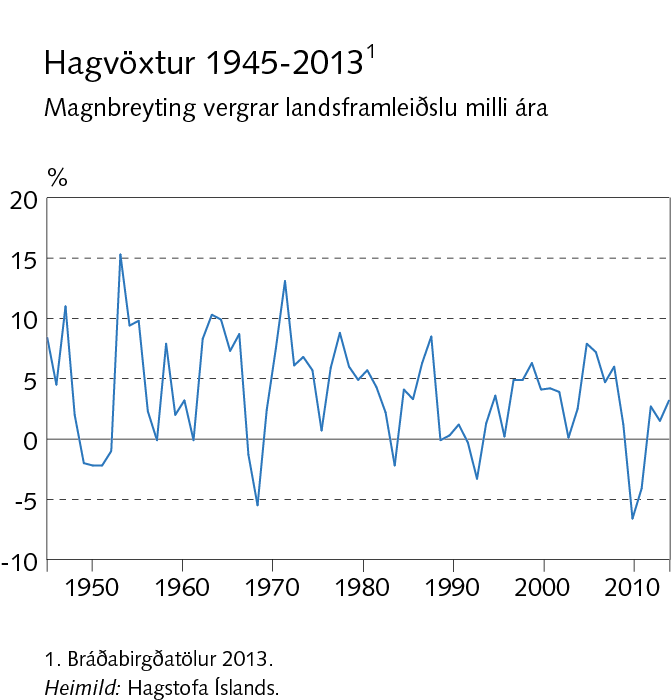 Hagvöxtur 1945-2013¹
Magnbreyting vergrar landsframleiðslu milli ára
%
20
15
10
5
0
-5
-10
1950 1960 1970 1980 1990 2000 2010
1. Bráðabirgðatölur 2013.
Heimild: Hagstofa Íslands.